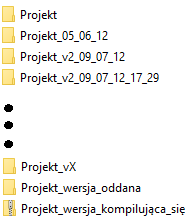 Projekt
Projekt_05_06_12
Projekt_v2_09_07_12
Projekt_v2_09_07_12_17_29
Projekt_vX
Projekt_wersja_oddana
Projekt_wersja_kompilująca_się